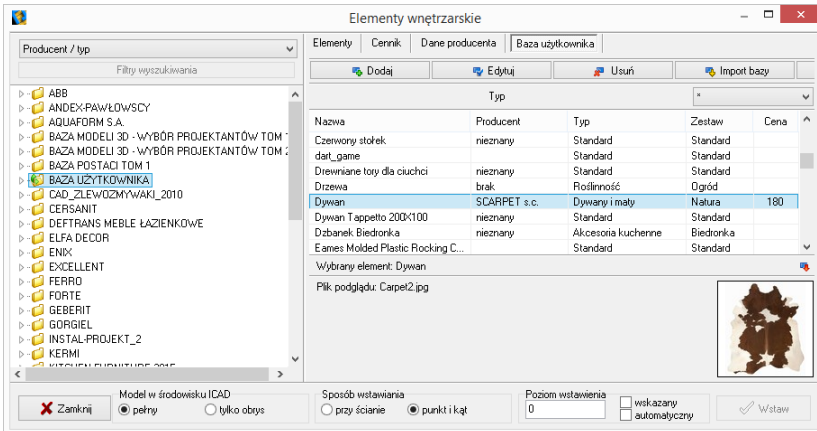 Elementy wnętrzarskie
Producent / typ
Filtry wyszukiwania
ABB
ANDEX-PAWŁOWSCY
AQUAFORM S.A.
BAZA MODELI 3D - WYBÓR PROJEKTANTÓW TOM
BAZA MODELI 3D - WYBÓR PROJEKTANTÓW TOM
BAZA POSTACI TOM 1
BAZA UŻYTKOWNIKA
CAD_ZLEWOZMYWAKI_2010
CERSANIT
DEFTRANS MEBLE ŁAZIENKOWE
ELFA DECOR
ENIX
EXCELLENT
FERRO
FORTE
GEBERIT
GORGIEL
INSTAL-PROJEKT_2
KERMI
KITCHEN FURNITURE 2015
Elementy Cennik Dane producenta Baza użytkownika
Dodaj Edytuj Usuń Import bazy
Typ *
Nazwa Producent Typ Zestaw Cena
Czerwony stołek nieznany Standard Standard
dart_game Standard Standard
Drewniane tory dla ciuchci nieznany Standard Standard
Drzewa brak Roślinność Ogród
Dywan SCARPET s.c. Dywany i maty Natura 180
Dywan Tappetto 200X100 nieznany Standard Standard
Dzbanek Biedronka nieznany Akcesoria kuchenne Biedronka
Eames Molded Plastic Rocking C... Standard Standard
Wybrany element: Dywan
Plik podglądu: Carpet2.jpg
Zamknij
Model w środowisku ICAD
pełny tylko obrys
Sposób wstawiania
przy ścianie punkt i kąt
Poziom wstawienia
0
wskazany
automatyczny
Wstaw